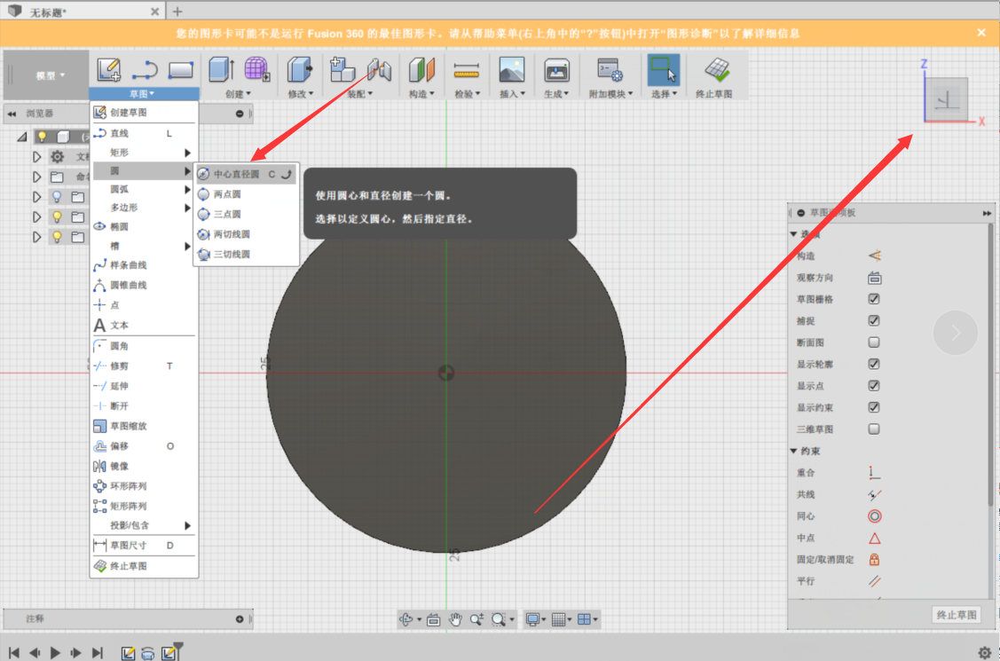 无标题*
您的图形卡可能不是运行 Fusion 360 的最佳图形卡。请从帮助菜单(右上角中的“?”按钮)中打开“图形诊断”以了解详细信息
模型
草图
创建
修改
装配
构造
检验
插入
生成
附加模块
选择
终止草图
浏览器
创建草图
直线 L
矩形
圆
圆弧
多边形
椭圆
槽
样条曲线
圆锥曲线
点
文本
圆角
修剪 T
延伸
断开
草图缩放
偏移 O
镜像
环形阵列
矩形阵列
投影/包含
草图尺寸 D
终止草图
中心直径圆 C
两点圆
三点圆
两切线圆
三切线圆
使用圆心和直径创建一个圆。
选择以定义圆心，然后指定直径。
Z
上
X
25
25
草图选项板
选项
构造
观察方向
草图栅格
捕捉
断面图
显示轮廓
显示点
显示约束
三维草图
约束
重合
共线
同心
中点
固定/取消固定
平行
终止草图
注释